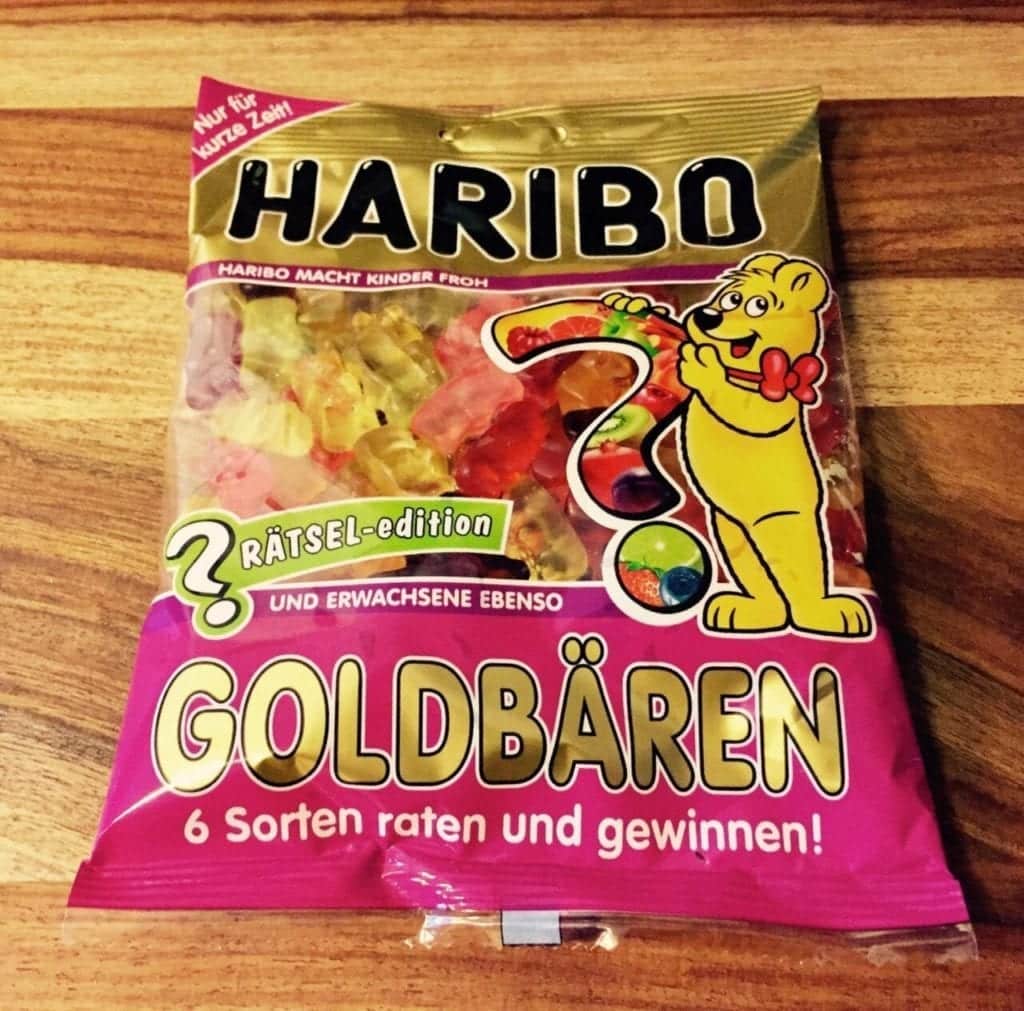 Nur für
kurze Zeit!
HARIBO
HARIBO MACHT KINDER FROH
?
? RÄTSEL-edition
UND ERWACHSENE EBENSO
GOLDBÄREN
6 Sorten raten und gewinnen!